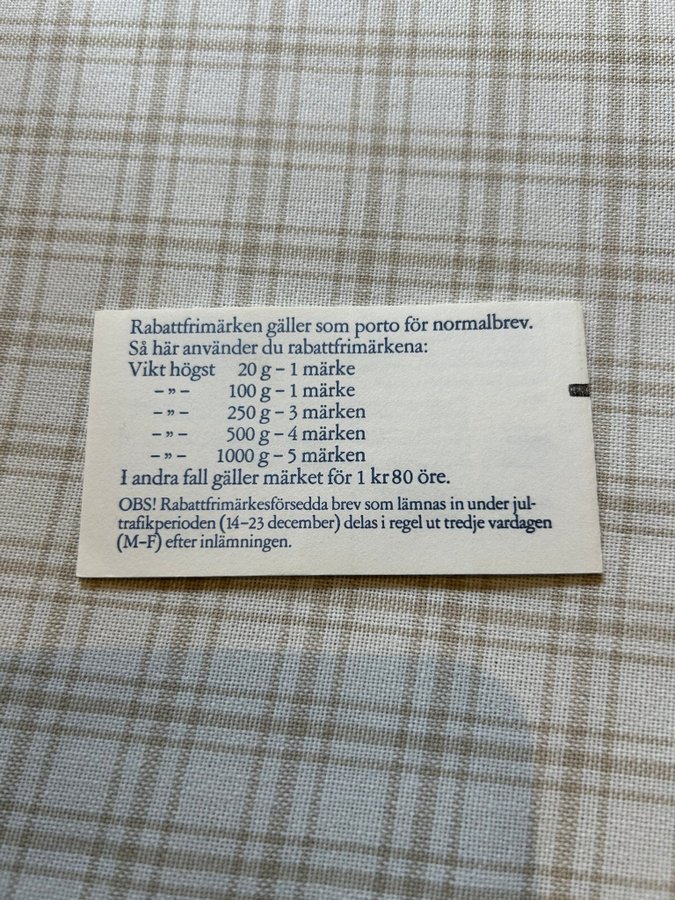 Rabattfrimärken gäller som porto för normalbrev.
Så här använder du rabattfrimärkena:
Vikt högst 20 g – 1 märke
– ” – 100 g – 1 märke
– ” – 250 g – 3 märken
– ” – 500 g – 4 märken
– ” – 1000 g – 5 märken
I andra fall gäller märket för 1 kr 80 öre.
OBS! Rabattfrimärkesförsedda brev som lämnas in under jul-
trafikperioden (14–23 december) delas i regel ut tredje vardagen
(M–F) efter inlämningen.